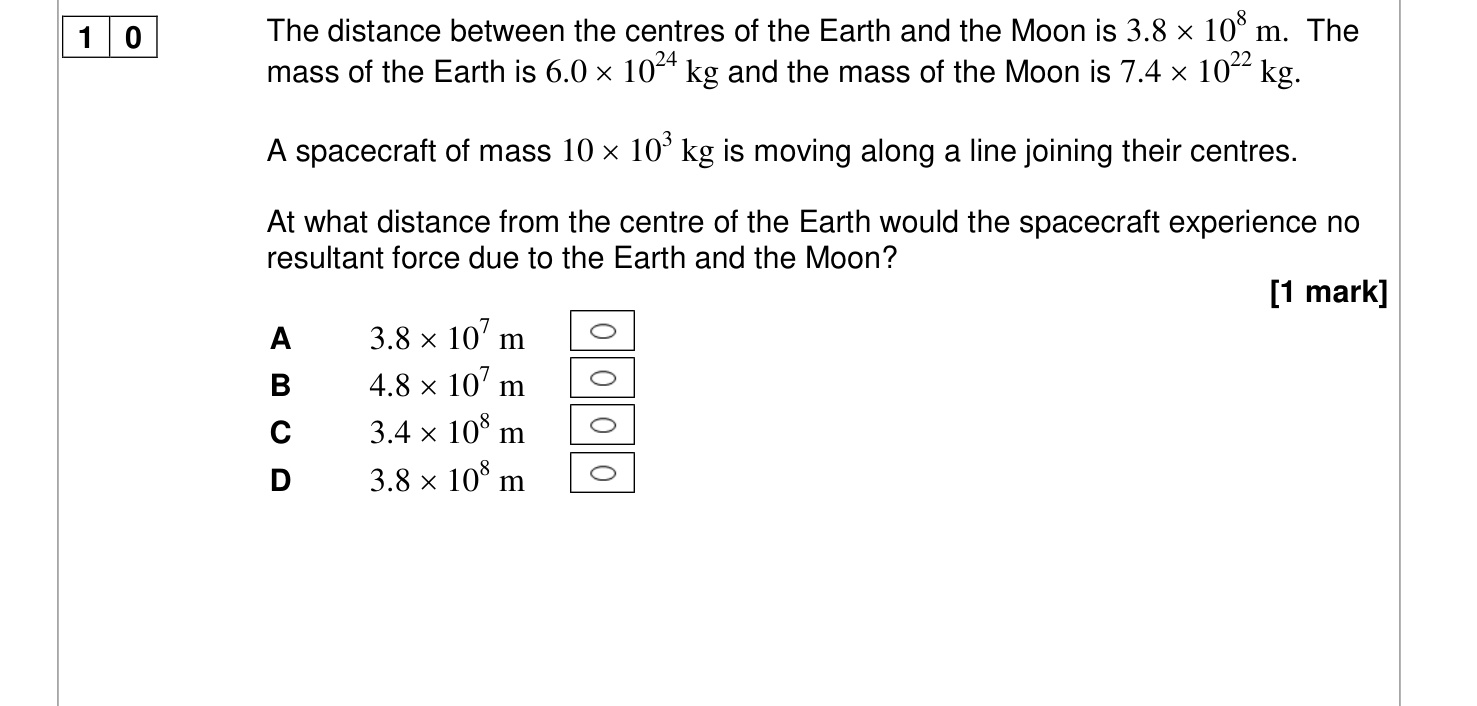 1 0
The distance between the centres of the Earth and the Moon is 3.8 × 10⁸ m. The
mass of the Earth is 6.0 × 10²⁴ kg and the mass of the Moon is 7.4 × 10²² kg.
A spacecraft of mass 10 × 10³ kg is moving along a line joining their centres.
At what distance from the centre of the Earth would the spacecraft experience no
resultant force due to the Earth and the Moon?
[1 mark]
A 3.8 × 10⁷ m
B 4.8 × 10⁷ m
C 3.4 × 10⁸ m
D 3.8 × 10⁸ m